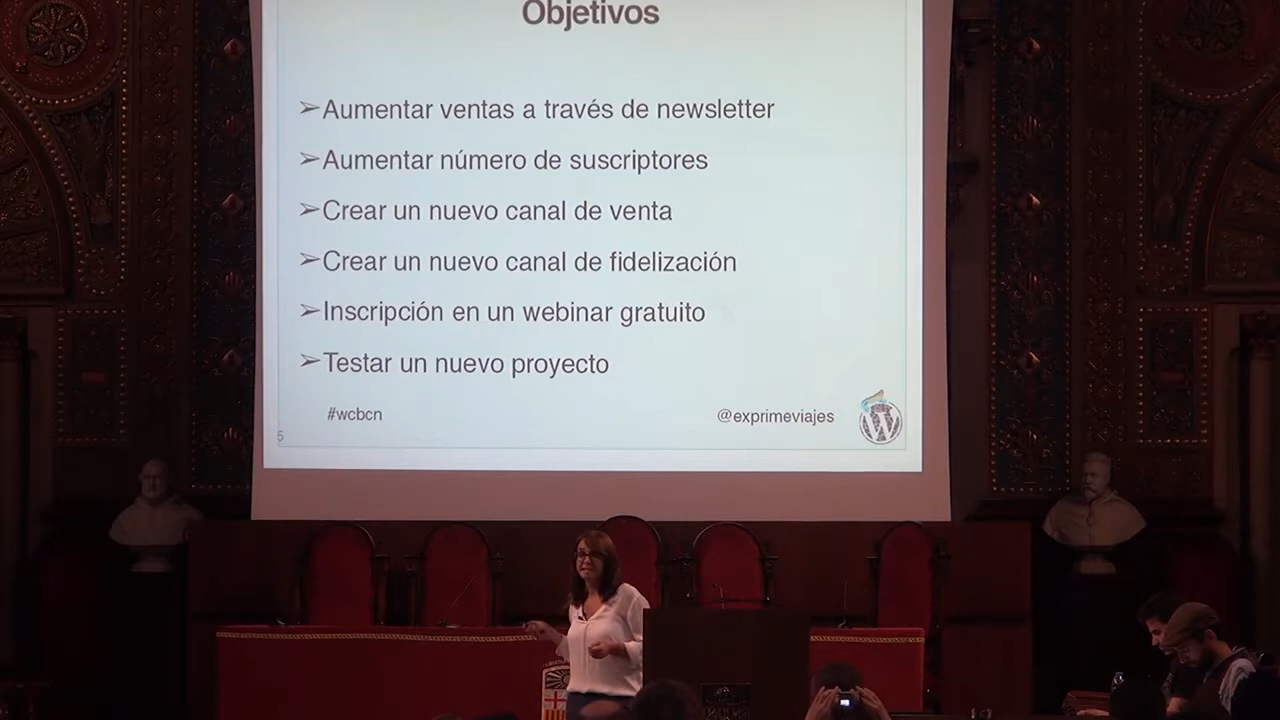 Objetivos
➢Aumentar ventas a través de newsletter
➢Aumentar número de suscriptores
➢Crear un nuevo canal de venta
➢Crear un nuevo canal de fidelización
➢Inscripción en un webinar gratuito
➢Testar un nuevo proyecto
#wcbcn
@exprimeviajes
5